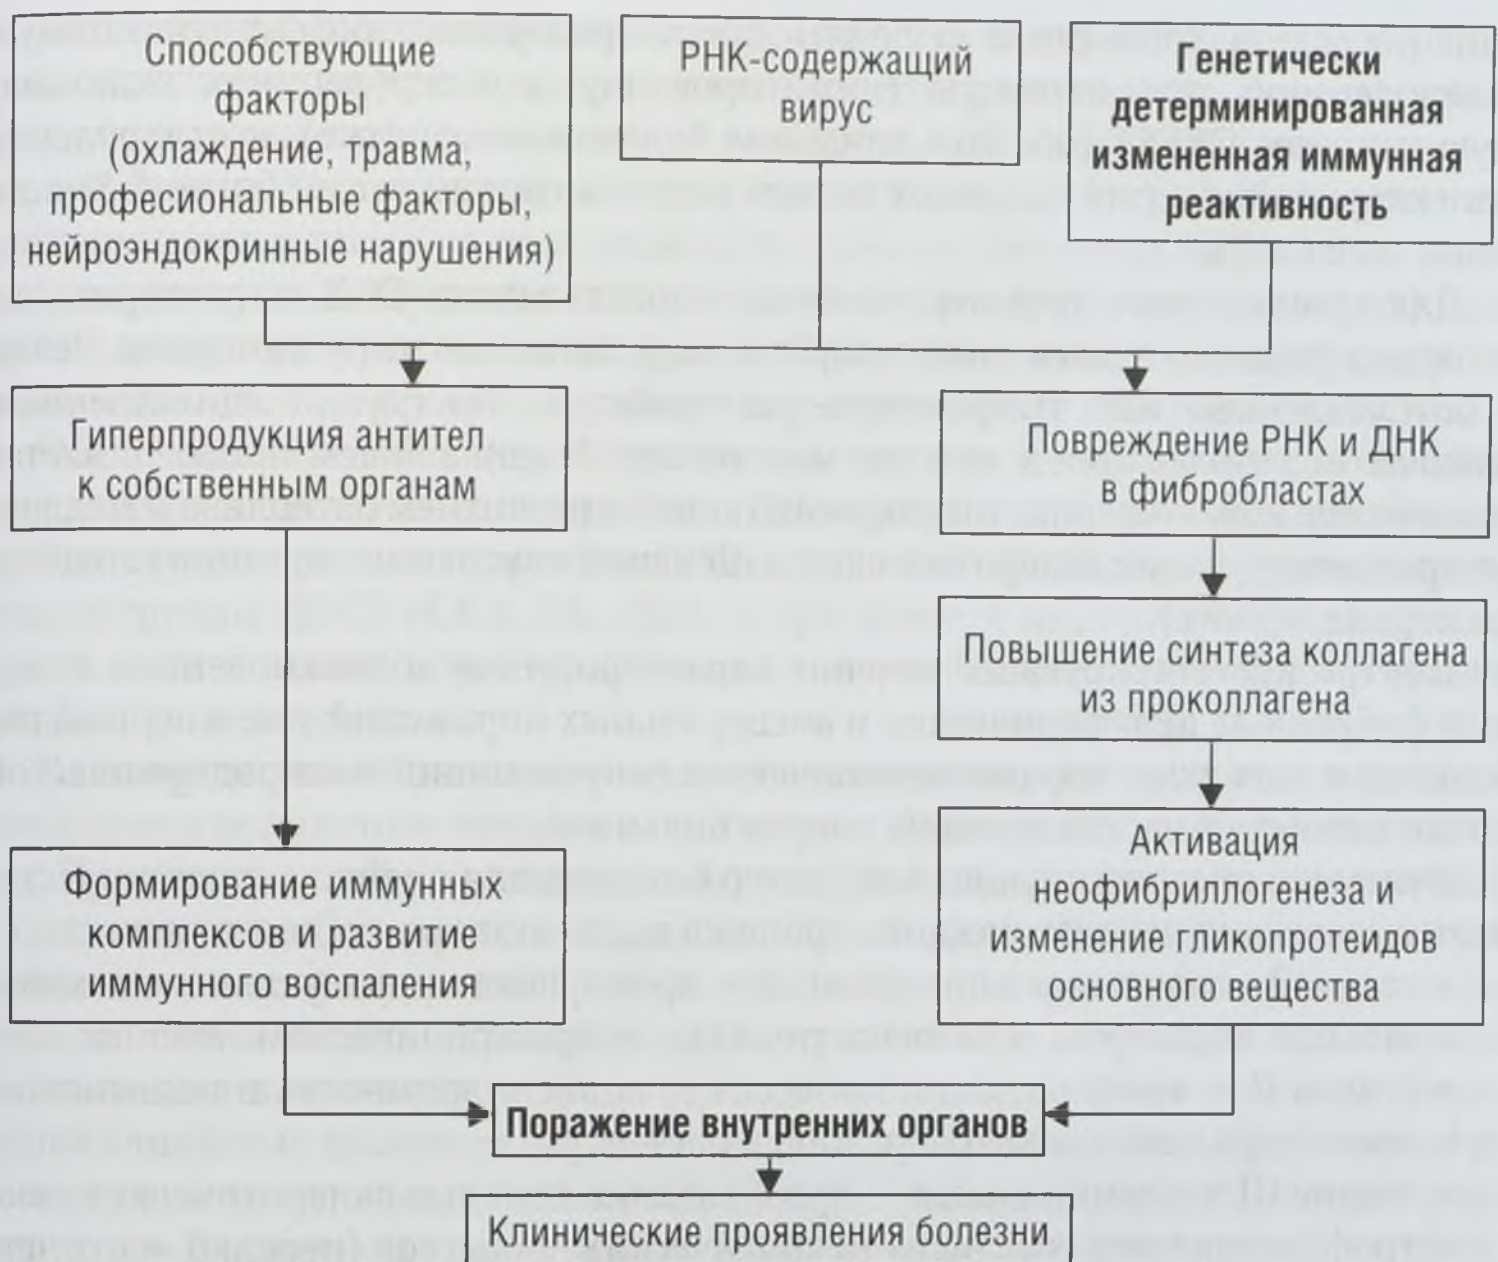 Способствующие
факторы
(охлаждение, травма,
професиональные факторы,
нейроэндокринные нарушения)
РНК-содержащий
вирус
Генетически
детерминированная
измененная иммунная
реактивность
Гиперпродукция антител
к собственным органам
Повреждение РНК и ДНК
в фибробластах
Повышение синтеза коллагена
из проколлагена
Формирование иммунных
комплексов и развитие
иммунного воспаления
Активация
неофибриллогенеза и
изменение гликопротеидов
основного вещества
Поражение внутренних органов
Клинические проявления болезни